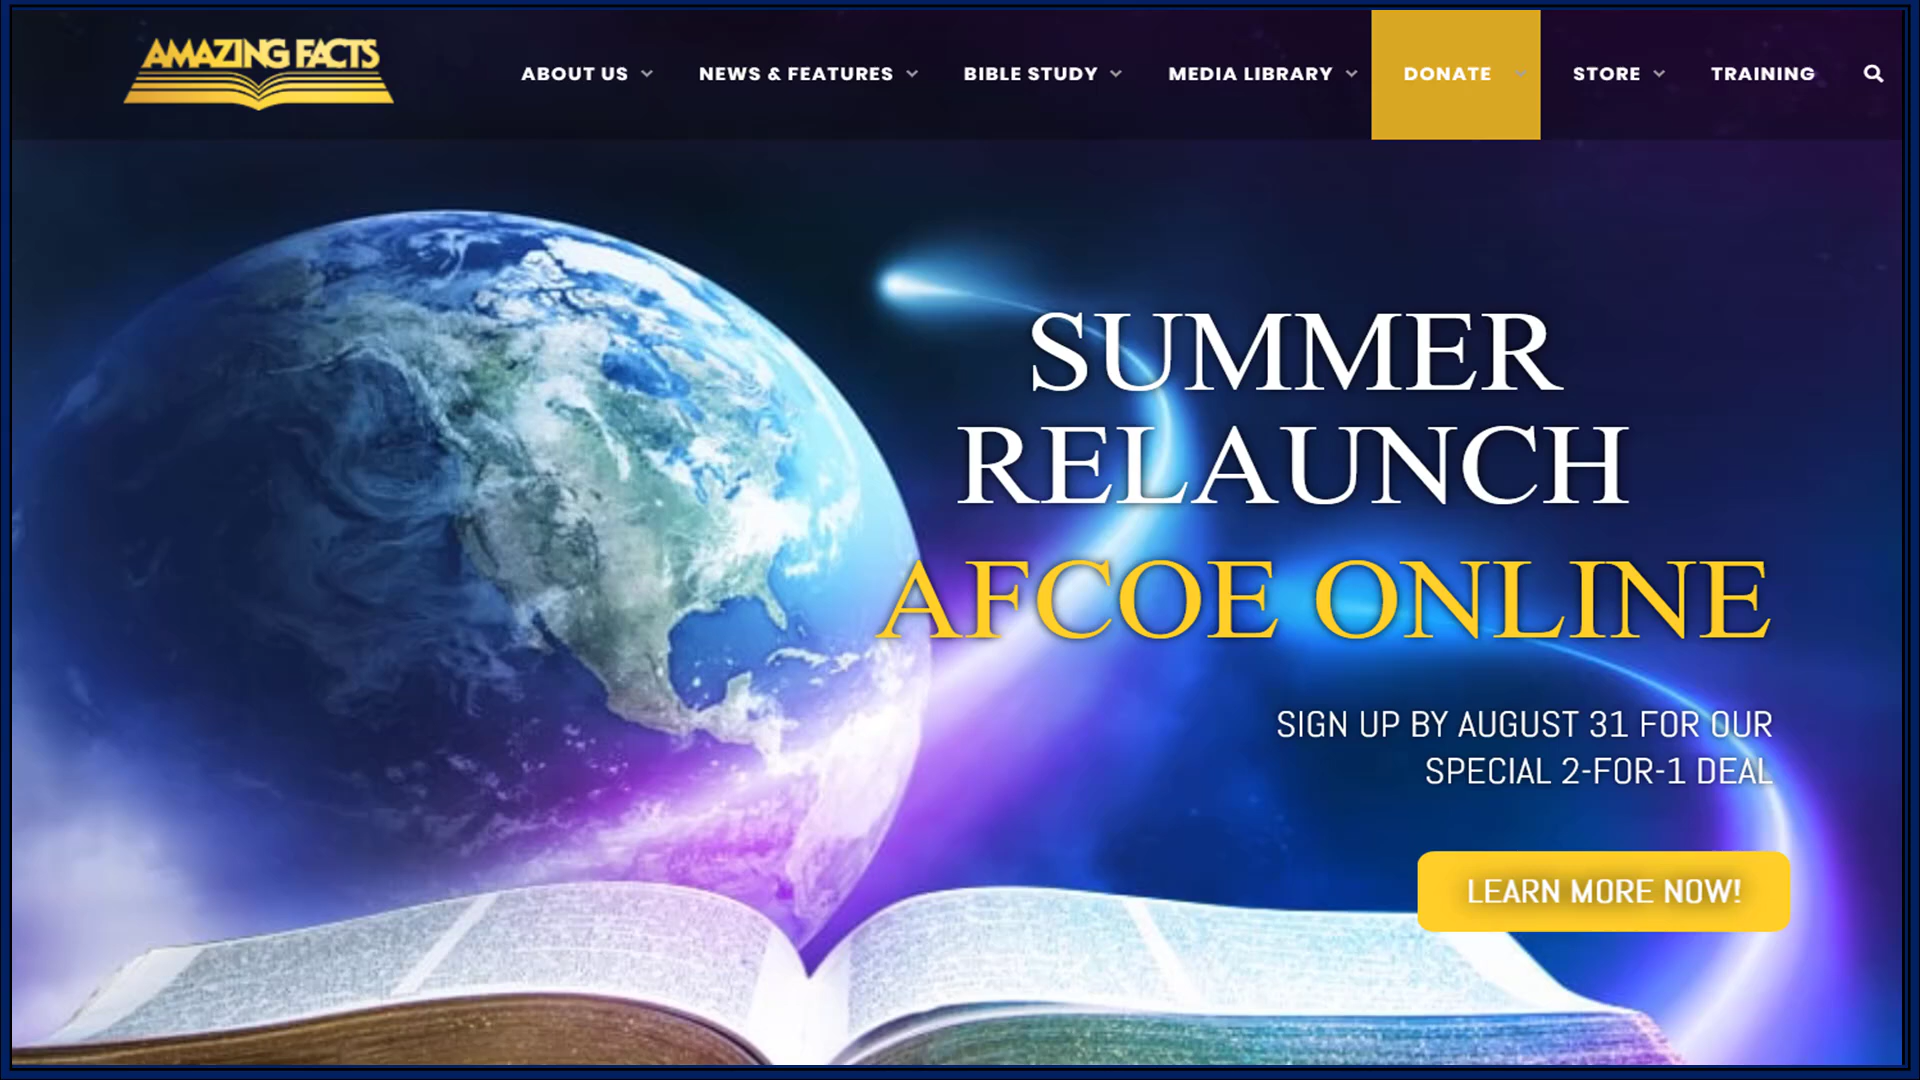 AMAZING FACTS
ABOUT US
NEWS & FEATURES
BIBLE STUDY
MEDIA LIBRARY
DONATE
STORE
TRAINING
SUMMER
RELAUNCH
AFCOE ONLINE
SIGN UP BY AUGUST 31 FOR OUR
SPECIAL 2-FOR-1 DEAL
LEARN MORE NOW!